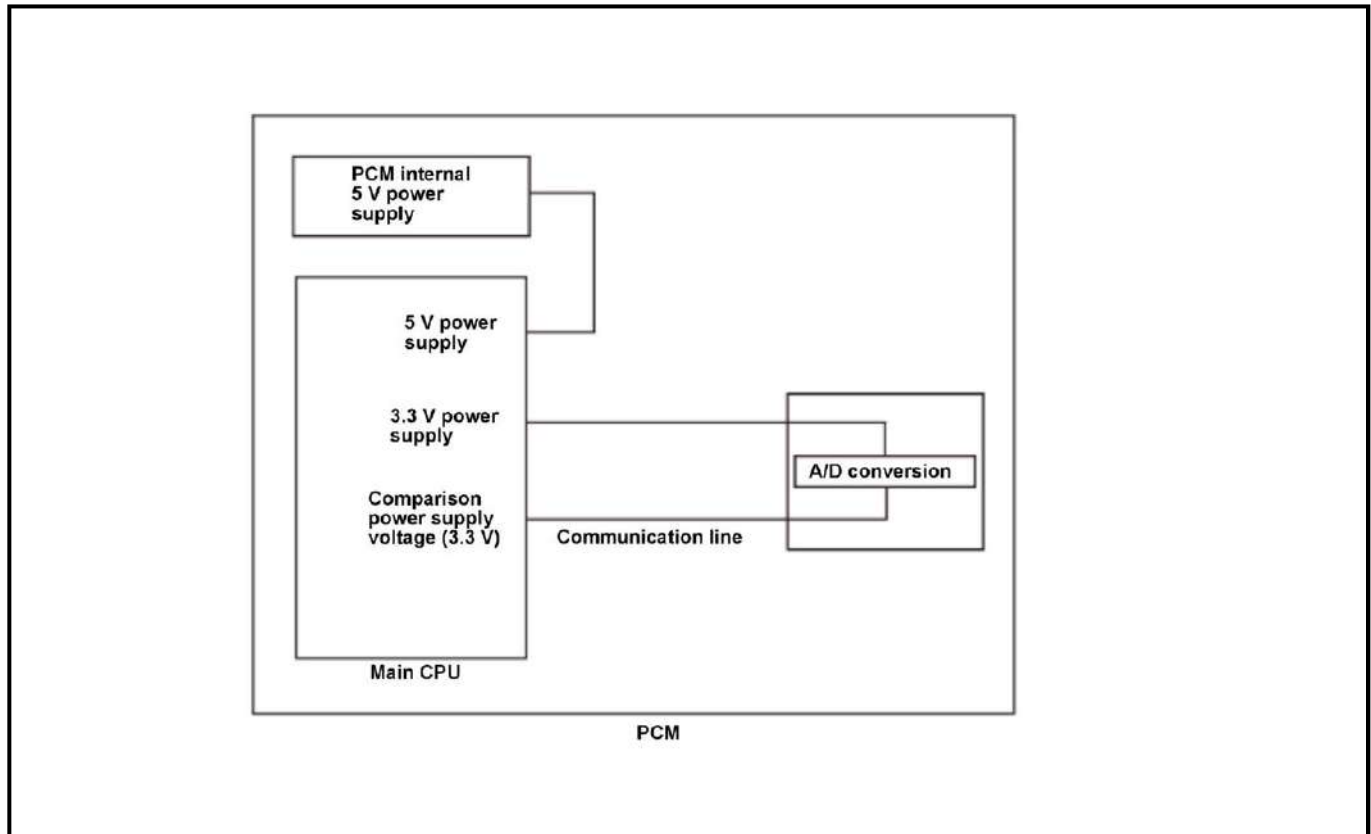 PCM internal
5 V power
supply
5 V power
supply
3.3 V power
supply
A/D conversion
Comparison
power supply
voltage (3.3 V)
Communication line
Main CPU
PCM